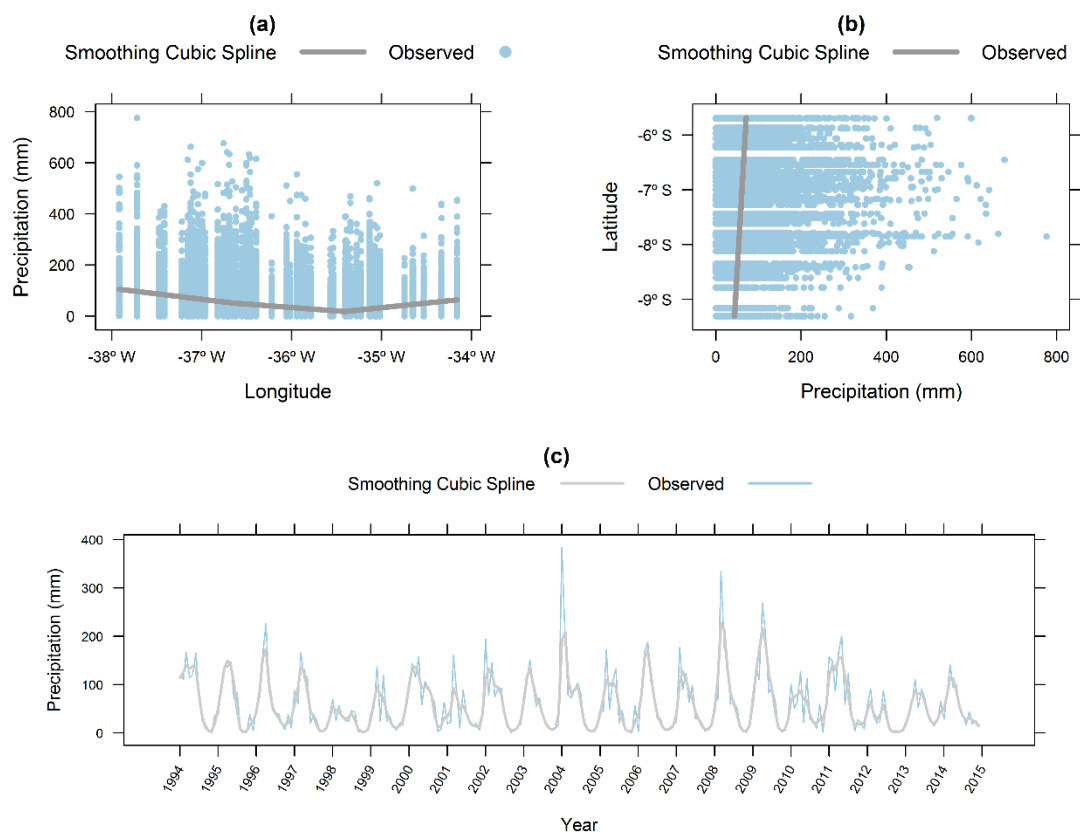 (a)
Smoothing Cubic Spline Observed
Precipitation (mm)
800
600
400
200
0
-38º W -37º W -36º W -35º W -34º W
Longitude
(b)
Smoothing Cubic Spline Observed
Latitude
-6º S
-7º S
-8º S
-9º S
0 200 400 600 800
Precipitation (mm)
(c)
Smoothing Cubic Spline Observed
Precipitation (mm)
400
300
200
100
0
1994 1995 1996 1997 1998 1999 2000 2001 2002 2003 2004 2005 2006 2007 2008 2009 2010 2011 2012 2013 2014 2015
Year